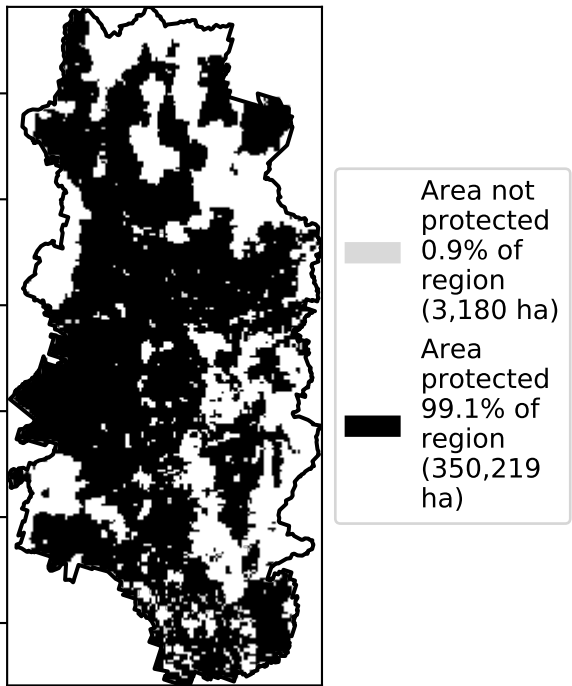 Area not
protected
0.9% of
region
(3,180 ha)
Area
protected
99.1% of
region
(350,219
ha)